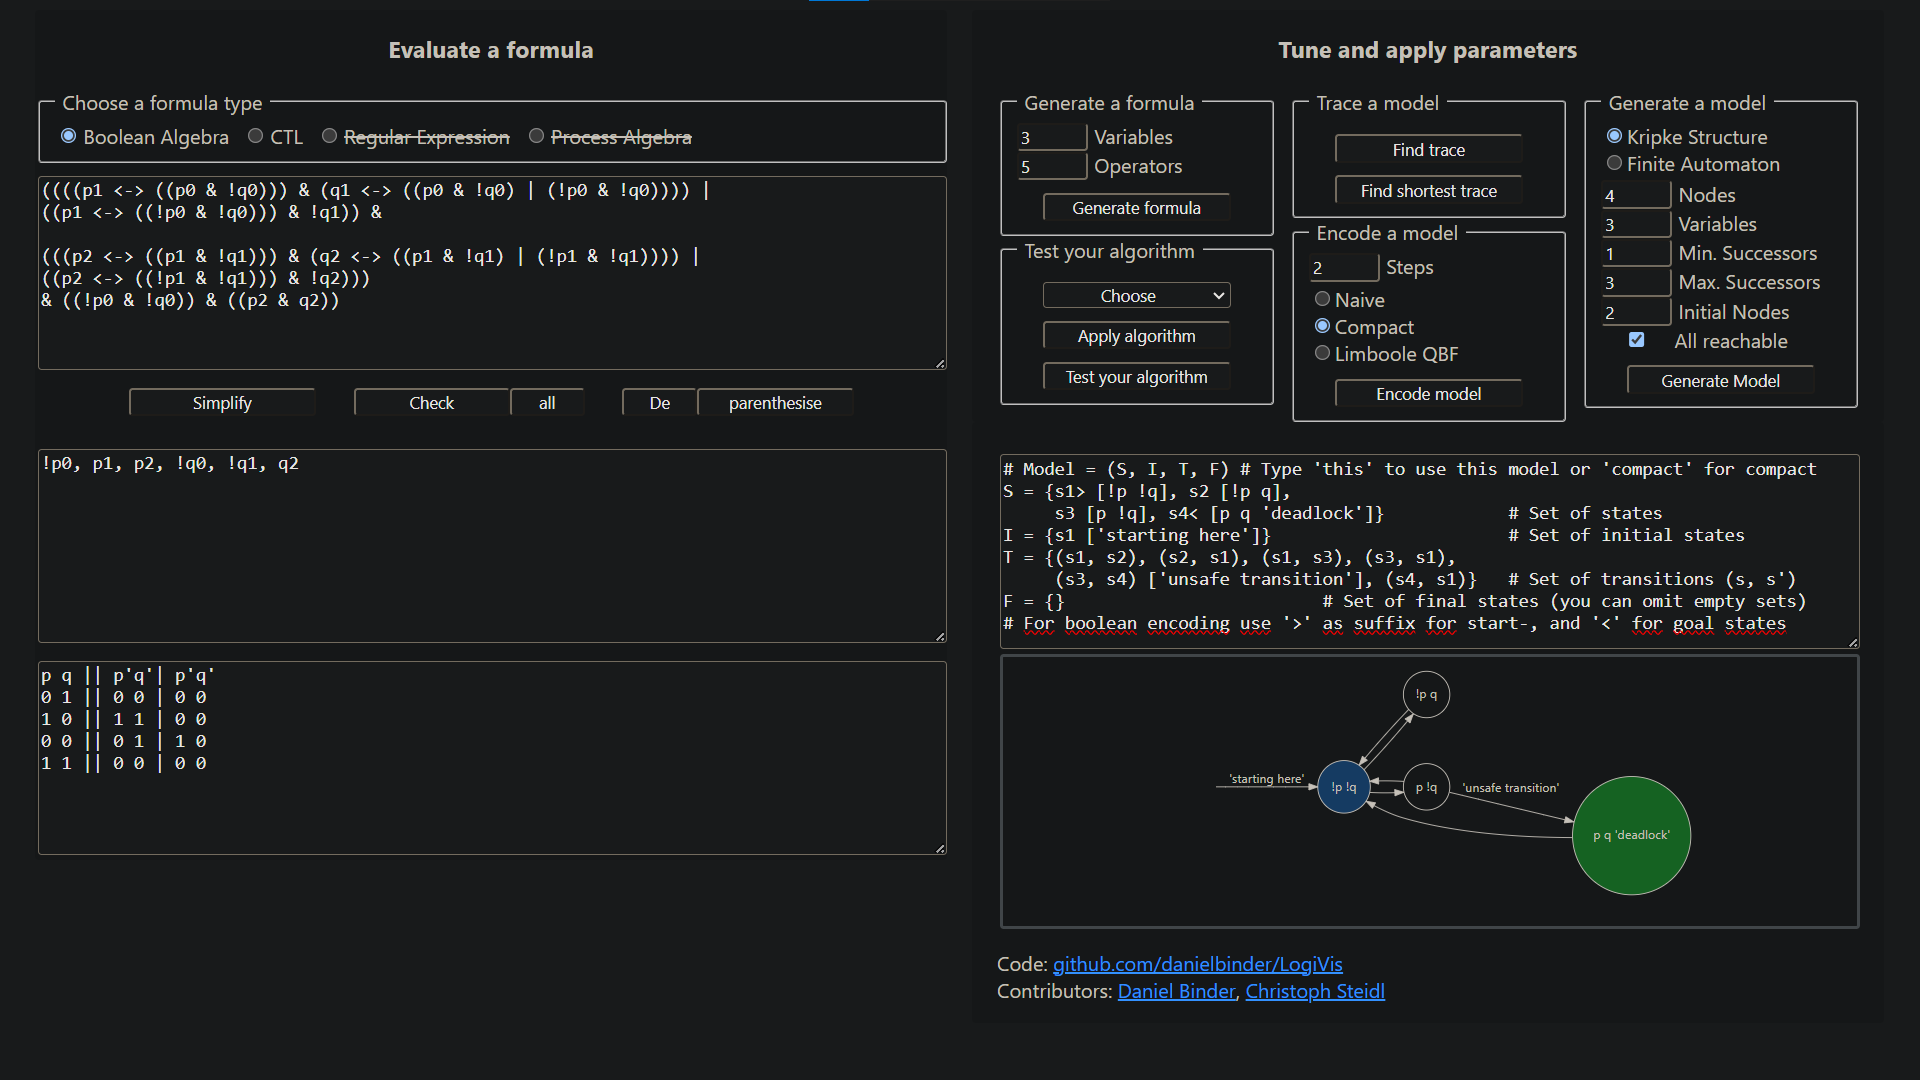 Evaluate a formula
Choose a formula type
Boolean Algebra CTL Regular Expression Process Algebra
((((p1 <-> ((p0 & !q0))) & (q1 <-> ((p0 & !q0) | (!p0 & !q0)))) |
((p1 <-> ((!p0 & !q0))) & !q1)) &
(((p2 <-> ((p1 & !q1))) & (q2 <-> ((p1 & !q1) | (!p1 & !q1)))) |
((p2 <-> ((!p1 & !q1))) & !q2)))
& ((!p0 & !q0)) & ((p2 & q2))
Simplify Check all De parenthesise
!p0, p1, p2, !q0, !q1, q2
p q || p'q'| p'q'
0 1 || 0 0 | 0 0
1 0 || 1 1 | 0 0
0 0 || 0 1 | 1 0
1 1 || 0 0 | 0 0
Tune and apply parameters
Generate a formula
3 Variables
5 Operators
Generate formula
Test your algorithm
Choose
Apply algorithm
Test your algorithm
Trace a model
Find trace
Find shortest trace
Encode a model
2 Steps
Naive
Compact
Limboole QBF
Encode model
Generate a model
Kripke Structure
Finite Automaton
4 Nodes
3 Variables
1 Min. Successors
3 Max. Successors
2 Initial Nodes
All reachable
Generate Model
# Model = (S, I, T, F) # Type 'this' to use this model or 'compact' for compact
S = {s1> [!p !q], s2 [!p q],
s3 [p !q], s4< [p q 'deadlock']} # Set of states
I = {s1 ['starting here']} # Set of initial states
T = {(s1, s2), (s2, s1), (s1, s3), (s3, s1),
(s3, s4) ['unsafe transition'], (s4, s1)} # Set of transitions (s, s')
F = {} # Set of final states (you can omit empty sets)
# For boolean encoding use '>' as suffix for start-, and '<' for goal states
!p q
'starting here'
!p !q
p !q
'unsafe transition'
p q 'deadlock'
Code: github.com/danielbinder/LogiVis
Contributors: Daniel Binder, Christoph Steidl